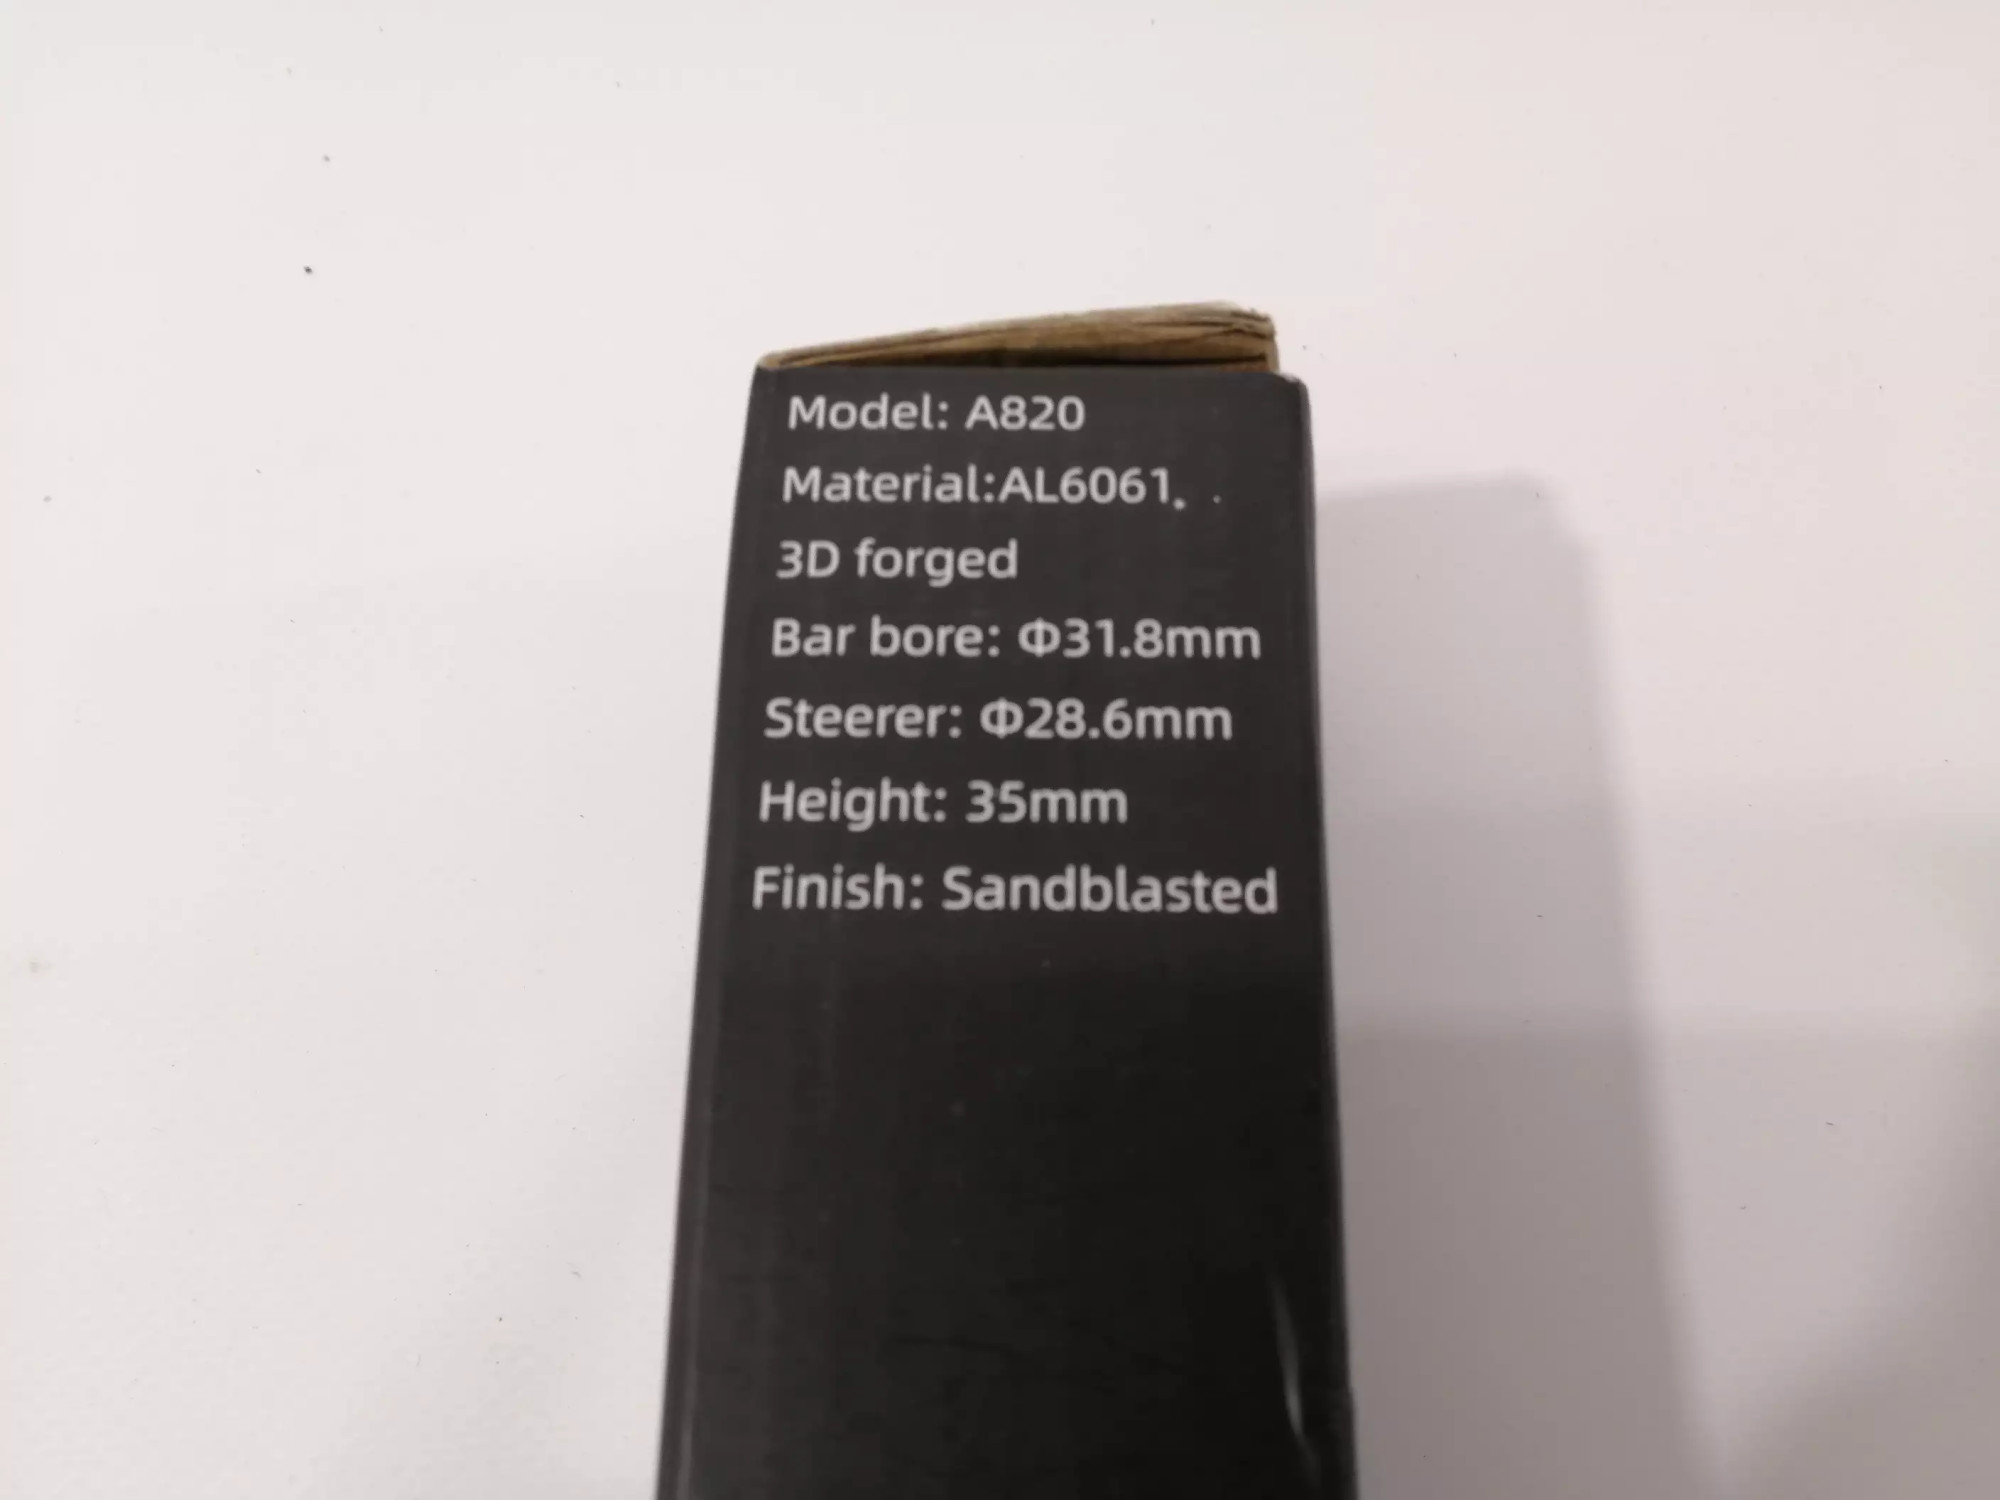 Model: A820
Material:AL6061.
3D forged
Bar bore: Φ31.8mm
Steerer: Φ28.6mm
Height: 35mm
Finish: Sandblasted